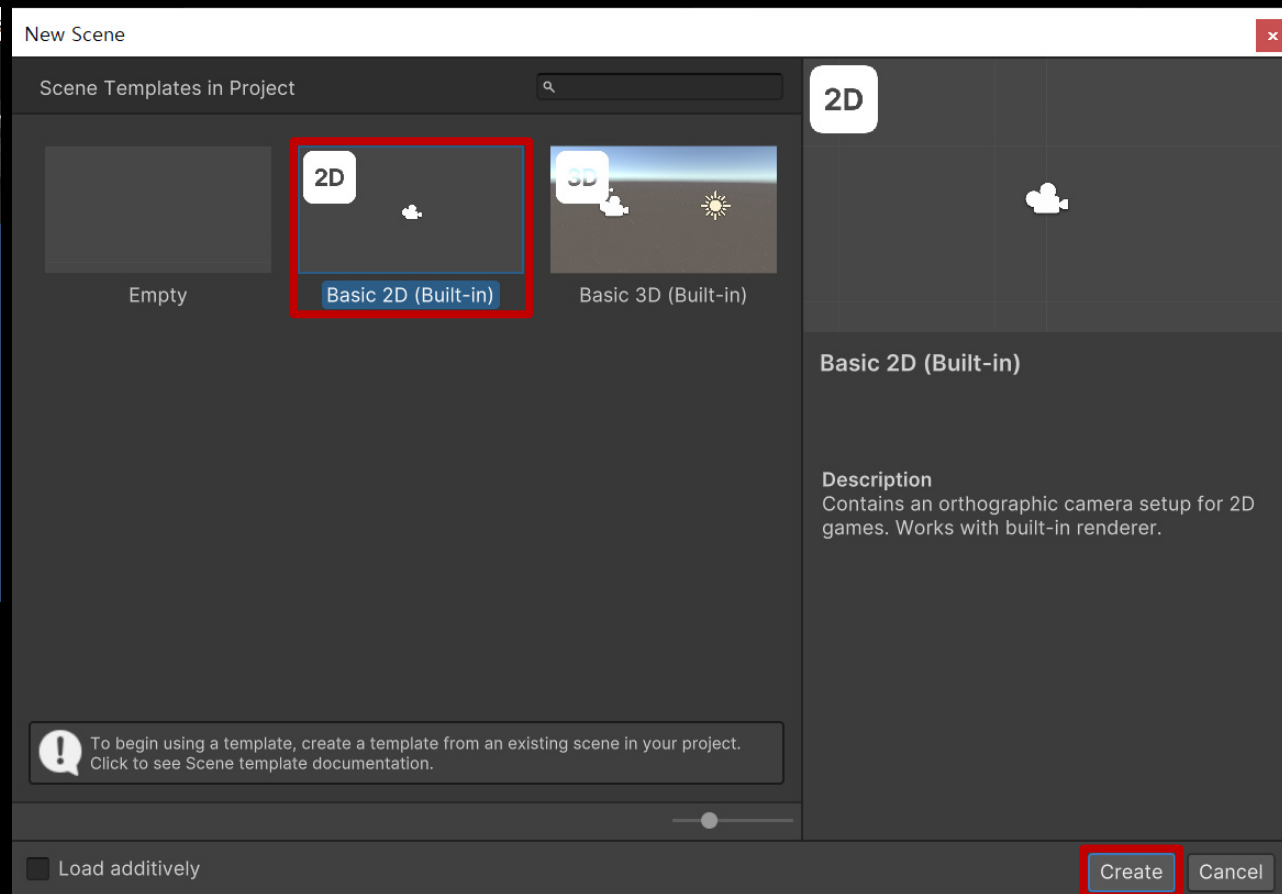 New Scene
x
Scene Templates in Project
2D
2D
3D
Empty
Basic 2D (Built-in)
Basic 3D (Built-in)
Basic 2D (Built-in)
Description
Contains an orthographic camera setup for 2D
games. Works with built-in renderer.
To begin using a template, create a template from an existing scene in your project.
Click to see Scene template documentation.
Load additively
Create
Cancel